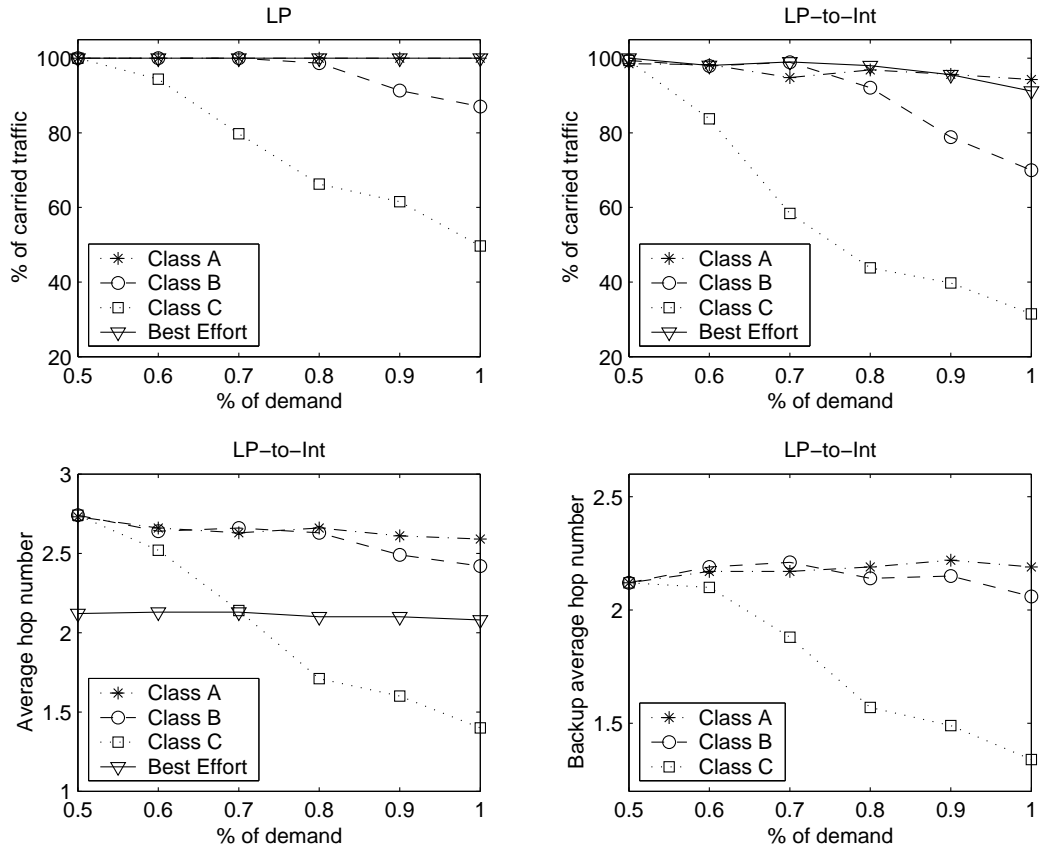 LP
% of carried traffic
100
80
60
40
20
Class A
Class B
Class C
Best Effort
0.5 0.6 0.7 0.8 0.9 1
% of demand
LP-to-Int
% of carried traffic
100
80
60
40
20
Class A
Class B
Class C
Best Effort
0.5 0.6 0.7 0.8 0.9 1
% of demand
LP-to-Int
Average hop number
3
2.5
2
1.5
1
Class A
Class B
Class C
Best Effort
0.5 0.6 0.7 0.8 0.9 1
% of demand
LP-to-Int
Backup average hop number
2.5
2
1.5
Class A
Class B
Class C
0.5 0.6 0.7 0.8 0.9 1
% of demand